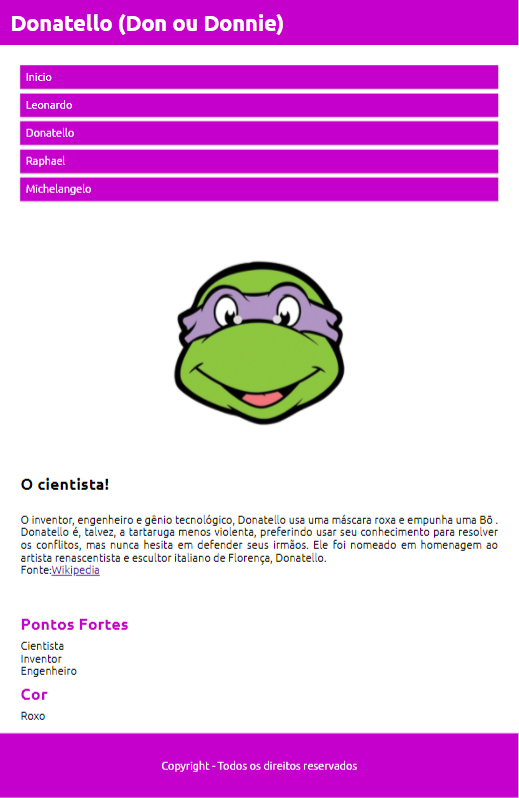 Donatello (Don ou Donnie)
Inicio
Leonardo
Donatello
Raphael
Michelangelo
O cientista!
O inventor, engenheiro e gênio tecnológico, Donatello usa uma máscara roxa e empunha uma Bō .
Donatello é, talvez, a tartaruga menos violenta, preferindo usar seu conhecimento para resolver
os conflitos, mas nunca hesita em defender seus irmãos. Ele foi nomeado em homenagem ao
artista renascentista e escultor italiano de Florença, Donatello.
Fonte:Wikipedia
Pontos Fortes
Cientista
Inventor
Engenheiro
Cor
Roxo
Copyright - Todos os direitos reservados